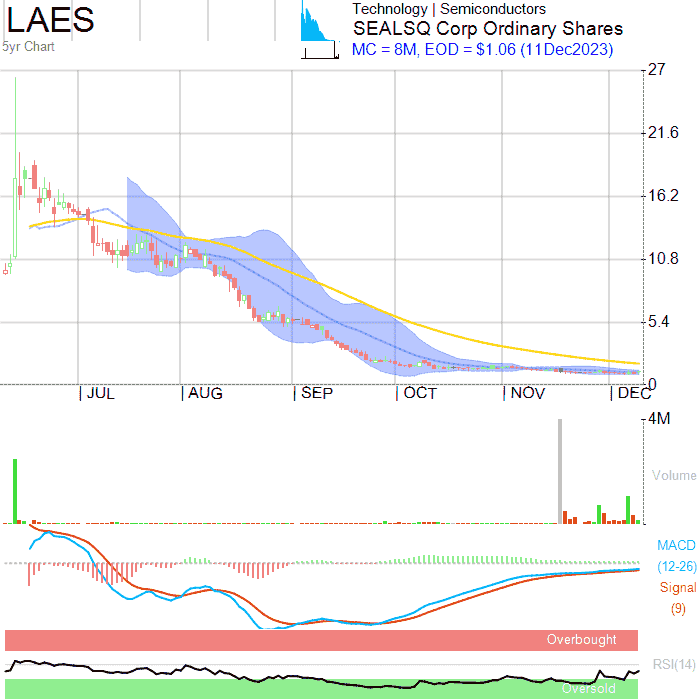 LAES
5yr Chart
Technology | Semiconductors
SEALSQ Corp Ordinary Shares
MC = 8M, EOD = $1.06 (11Dec2023)
27
21.6
16.2
10.8
5.4
0
JUL AUG SEP OCT NOV DEC
4M
Volume
MACD
(12-26)
Signal
(9)
Overbought
RSI(14)
Oversold